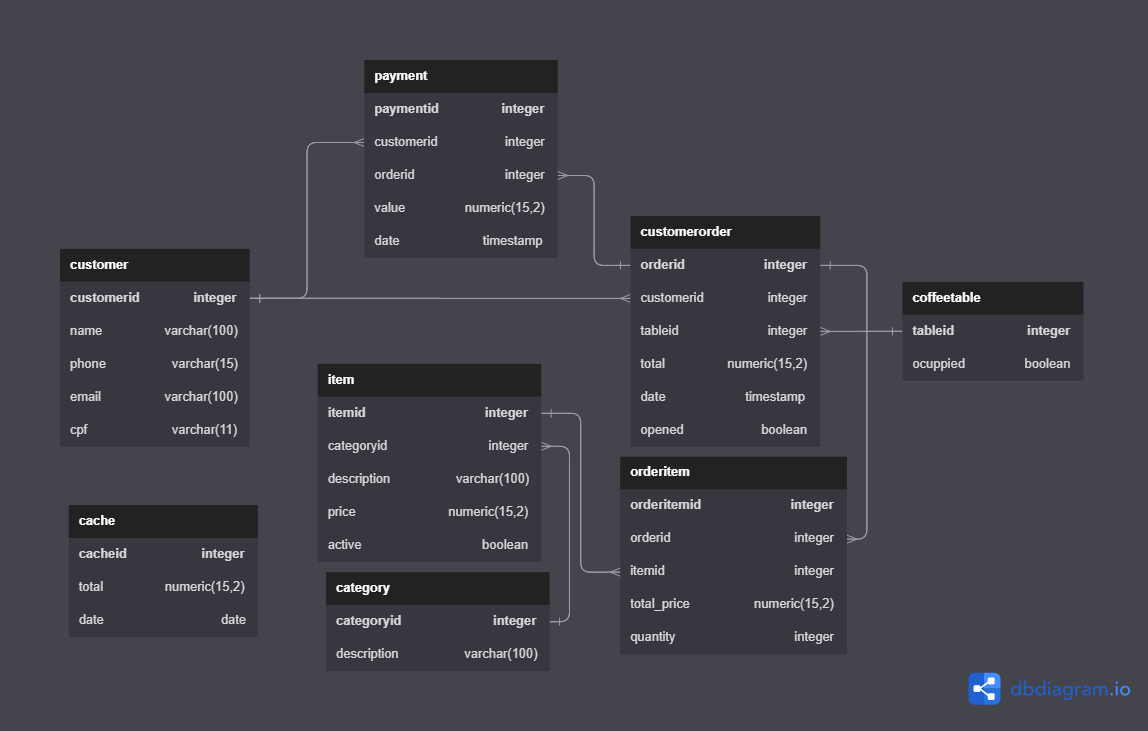 payment
paymentid integer
customerid integer
orderid integer
value numeric(15,2)
date timestamp
customerorder
orderid integer
customerid integer
tableid integer
total numeric(15,2)
date timestamp
opened boolean
customer
customerid integer
name varchar(100)
phone varchar(15)
email varchar(100)
cpf varchar(11)
coffeetable
tableid integer
ocuppied boolean
item
itemid integer
categoryid integer
description varchar(100)
price numeric(15,2)
active boolean
orderitem
orderitemid integer
orderid integer
itemid integer
total_price numeric(15,2)
quantity integer
cache
cacheid integer
total numeric(15,2)
date date
category
categoryid integer
description varchar(100)
dbdiagram.io